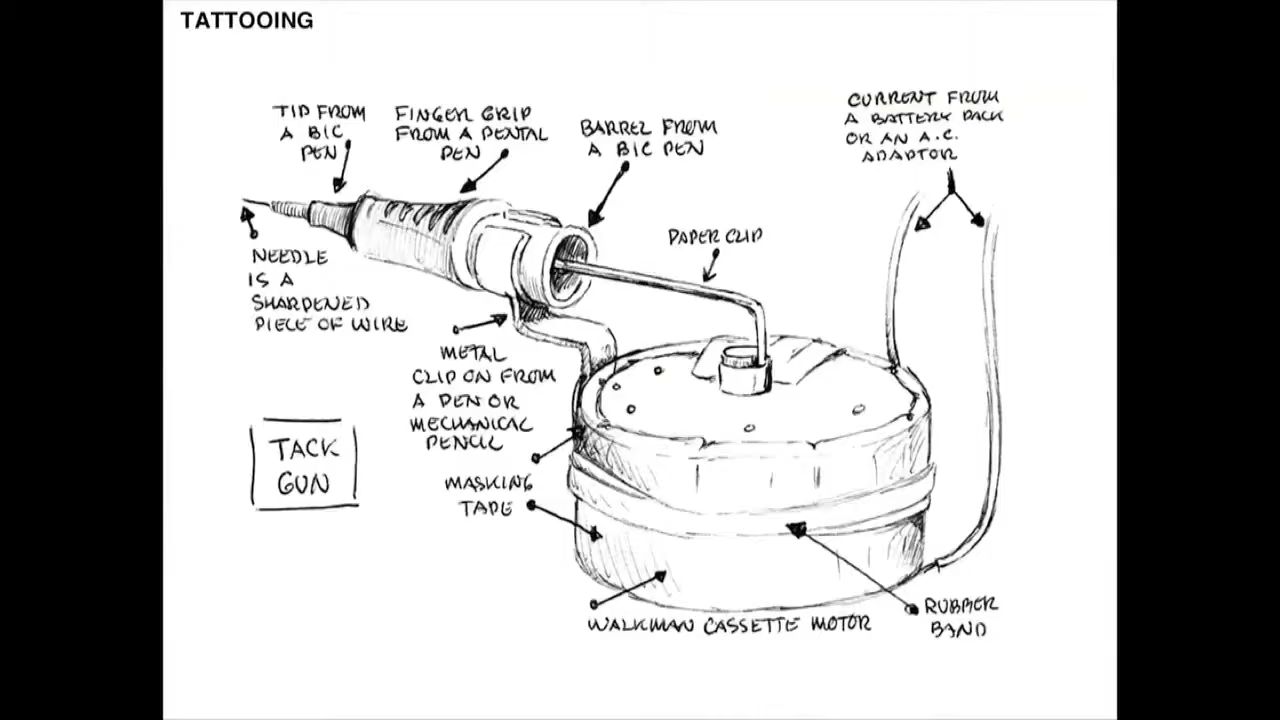 TATTOOING
TIP FROM
A BIC
PEN
FINGER GRIP
FROM A PENTAL
PEN
BARREL FROM
A BIC PEN
CURRENT FROM
A BATTERY PACK
OR AN A.C.
ADAPTOR
PAPER CLIP
NEEDLE
IS A
SHARPENED
PIECE OF WIRE
METAL
CLIP ON FROM
A PEN OR
MECHANICAL
PENCIL
TACK
GUN
MASKING
TAPE
WALKMAN CASSETTE MOTOR
RUBBER
BAND